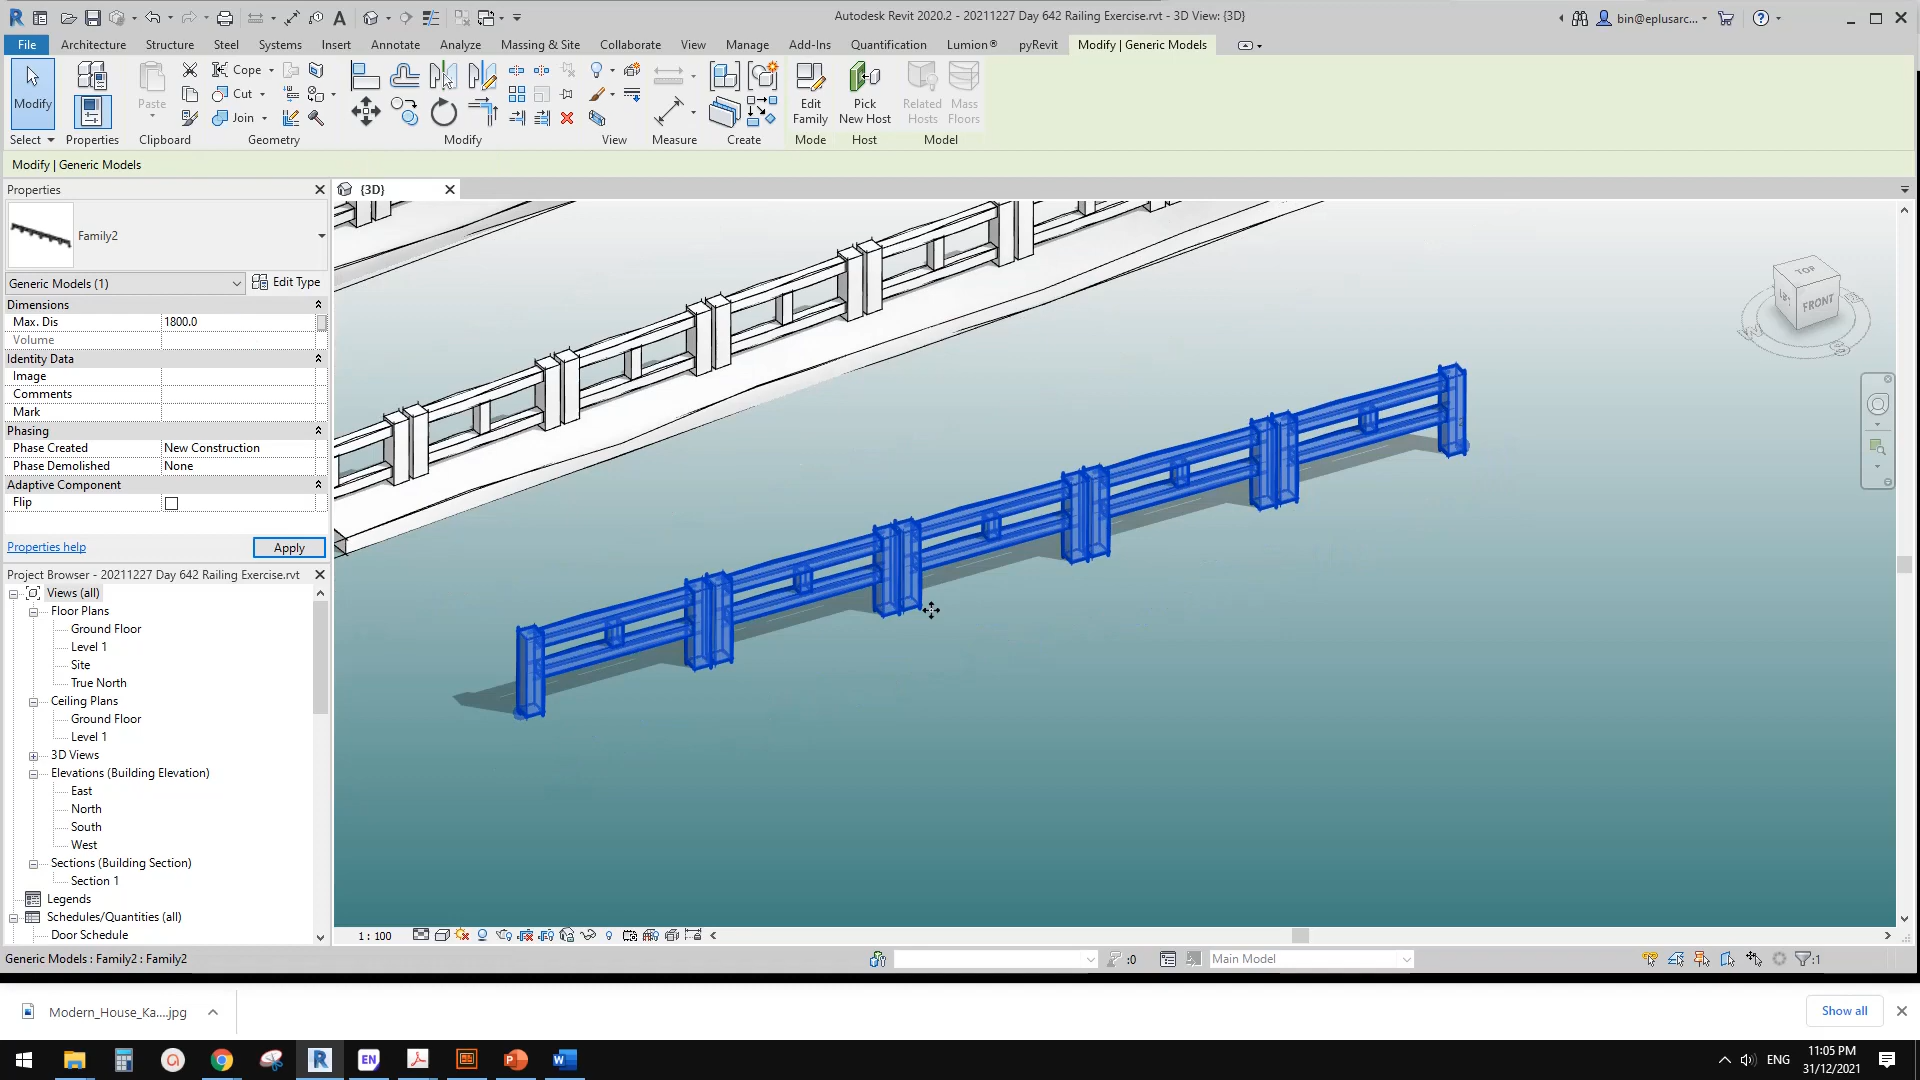 Autodesk Revit 2020.2 - 20211227 Day 642 Railing Exercise.rvt - 3D View: {3D}
bin@eplusarc...
File Architecture Structure Steel Systems Insert Annotate Analyze Massing & Site Collaborate View Manage Add-Ins Quantification Lumion® pyRevit Modify | Generic Models
Modify
Paste
Cope
Cut
Join
Edit Family
Pick New Host
Related Hosts
Mass Floors
Select Properties Clipboard Geometry Modify View Measure Create Mode Host Model
Modify | Generic Models
Properties
{3D}
Family2
Generic Models (1) Edit Type
Dimensions
Max. Dis 1800.0
Volume
Identity Data
Image
Comments
Mark
Phasing
Phase Created New Construction
Phase Demolished None
Adaptive Component
Flip
Properties help Apply
Project Browser - 20211227 Day 642 Railing Exercise.rvt
Views (all)
Floor Plans
Ground Floor
Level 1
Site
True North
Ceiling Plans
Ground Floor
Level 1
3D Views
Elevations (Building Elevation)
East
North
South
West
Sections (Building Section)
Section 1
Legends
Schedules/Quantities (all)
Door Schedule
TOP
FRONT
W
S
1 : 100
Generic Models : Family2 : Family2
:0
Main Model
:1
Modern_House_Ka....jpg
Show all
EN
ENG
11:05 PM
31/12/2021